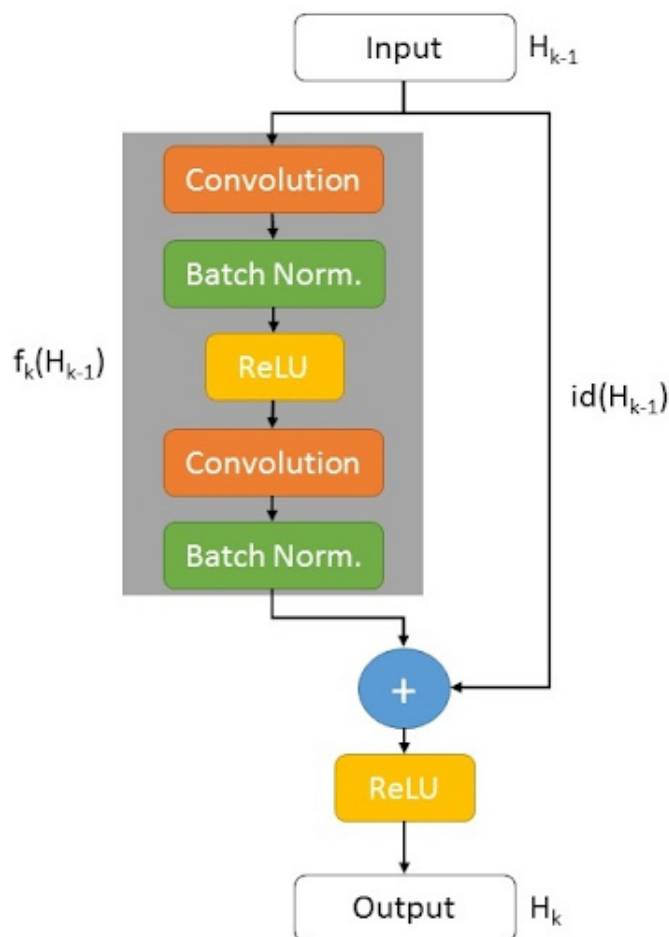 Input H_{k-1}
Convolution
Batch Norm.
f_k(H_{k-1}) ReLU
id(H_{k-1})
Convolution
Batch Norm.
+
ReLU
Output H_k